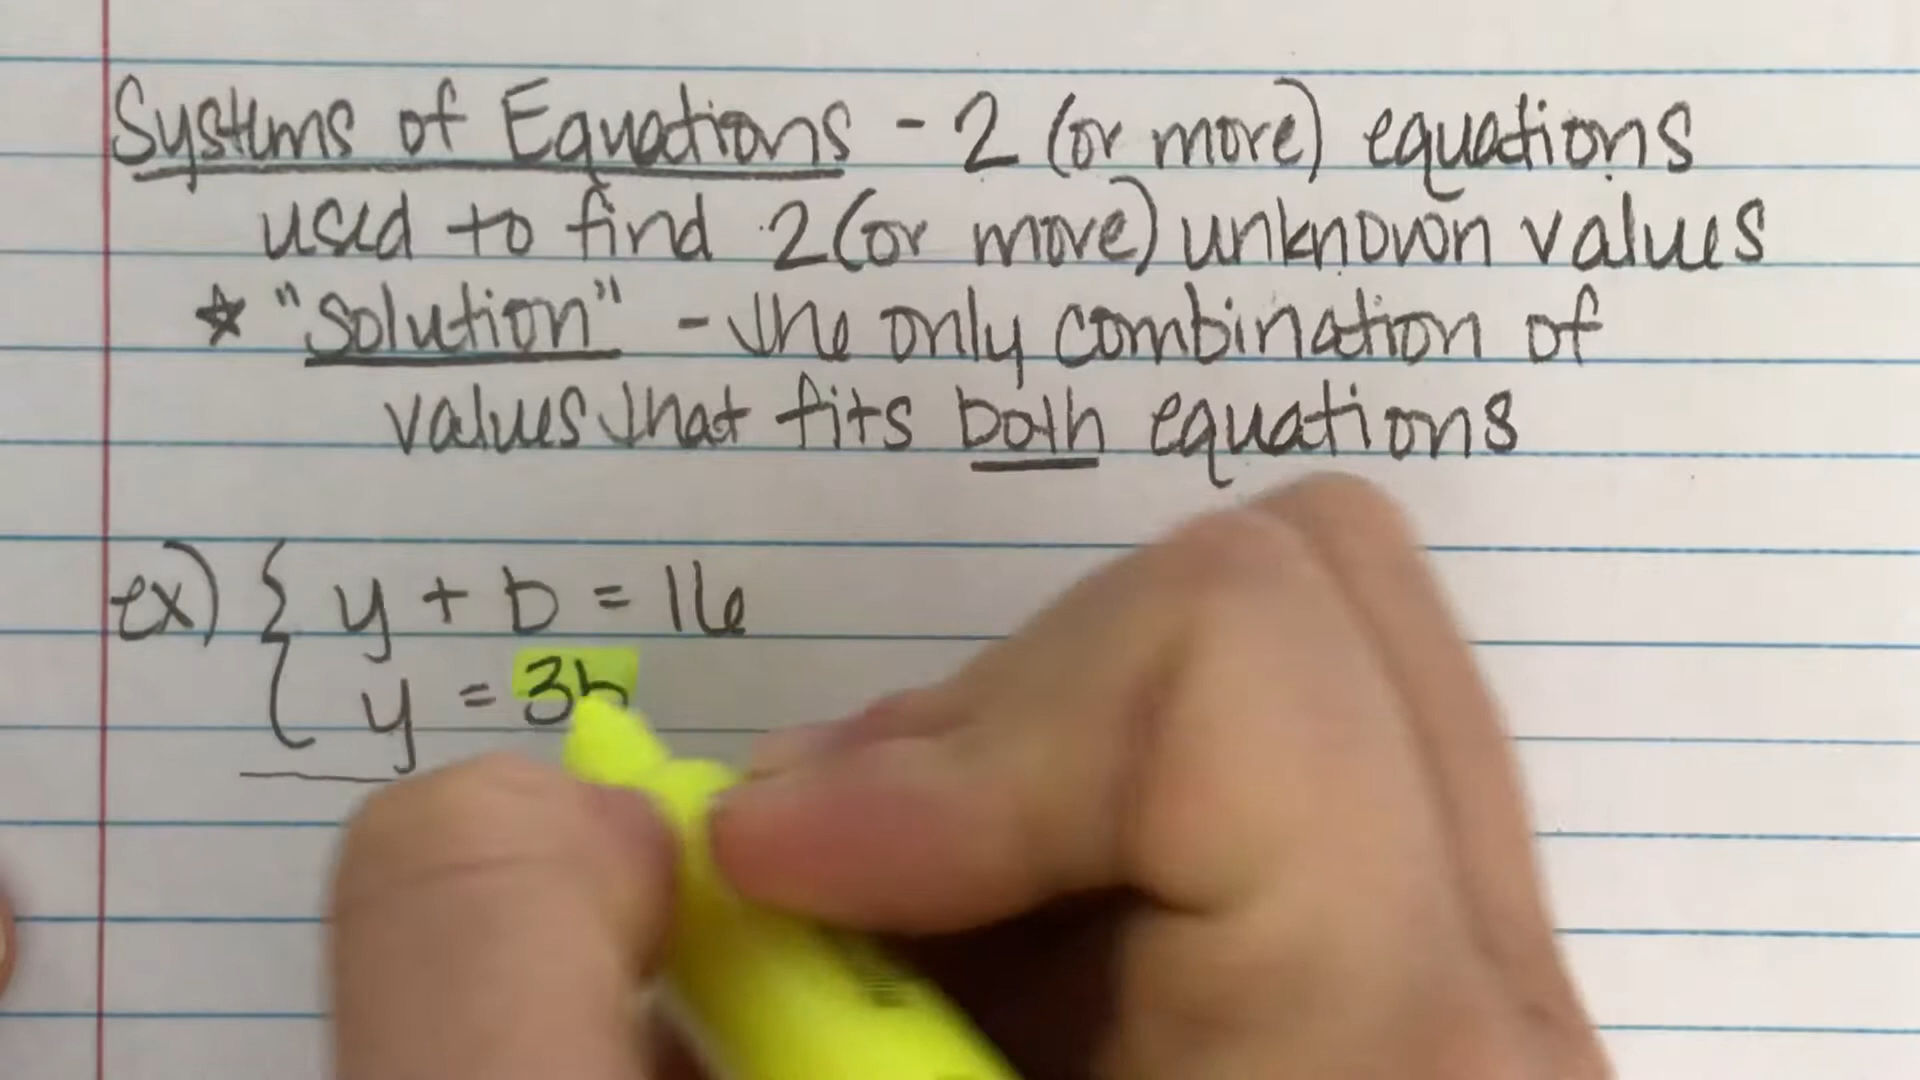 Systems of Equations - 2 (or more) equations
used to find 2 (or more) unknown values
☆ "Solution" - the only combination of
values that fits both equations
ex) { y + b = 16
y = 3b